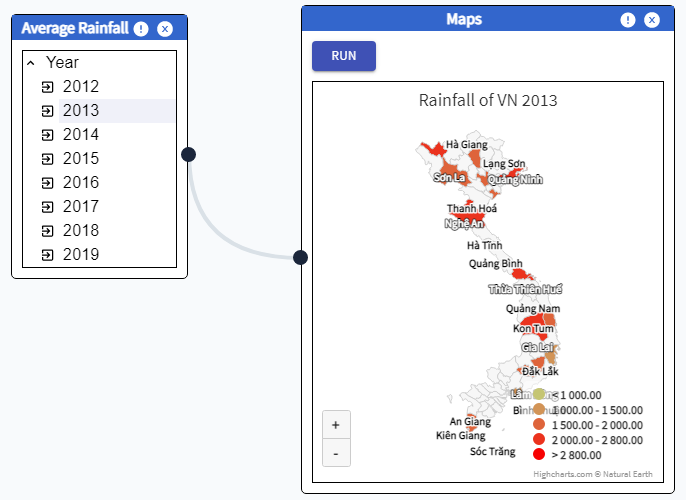 Average Rainfall
Year
2012
2013
2014
2015
2016
2017
2018
2019
Maps
RUN
Rainfall of VN 2013
Hà Giang
Lạng Sơn
Sơn La
Quảng Ninh
Thanh Hoá
Nghệ An
Hà Tĩnh
Quảng Bình
Thừa Thiên Huế
Quảng Nam
Kon Tum
Gia Lai
Đắk Lắk
Lâm
Bình
An Giang
Kiên Giang
Sóc Trăng
< 1 000.00
1 000.00 - 1 500.00
1 500.00 - 2 000.00
2 000.00 - 2 800.00
> 2 800.00
+
-
Highcharts.com © Natural Earth